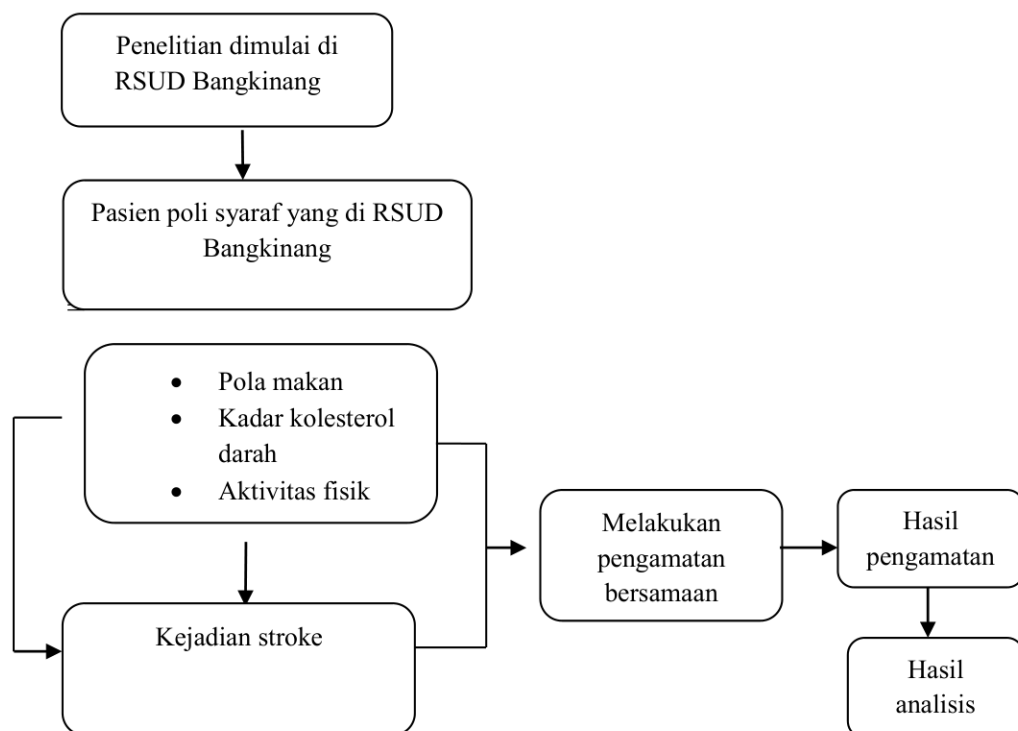 Penelitian dimulai di
RSUD Bangkinang
Pasien poli syaraf yang di RSUD
Bangkinang
• Pola makan
• Kadar kolesterol
darah
• Aktivitas fisik
Kejadian stroke
Melakukan
pengamatan
bersamaan
Hasil
pengamatan
Hasil
analisis